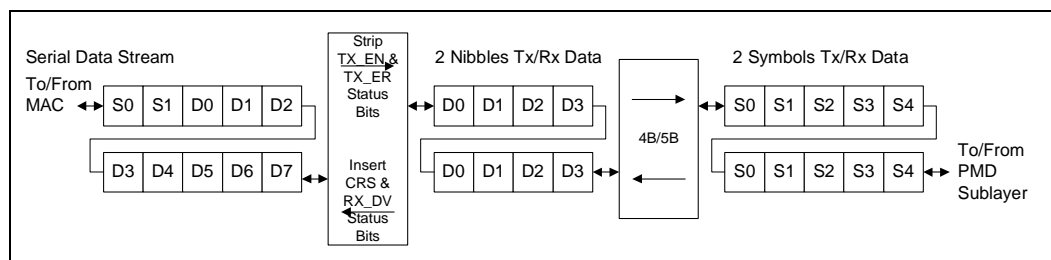 Serial Data Stream
To/From
MAC
S0 S1 D0 D1 D2
D3 D4 D5 D6 D7
Strip
TX_EN &
TX_ER
Status
Bits
Insert
CRS &
RX_DV
Status
Bits
2 Nibbles Tx/Rx Data
D0 D1 D2 D3
D0 D1 D2 D3
4B/5B
2 Symbols Tx/Rx Data
S0 S1 S2 S3 S4
S0 S1 S2 S3 S4
To/From
PMD
Sublayer